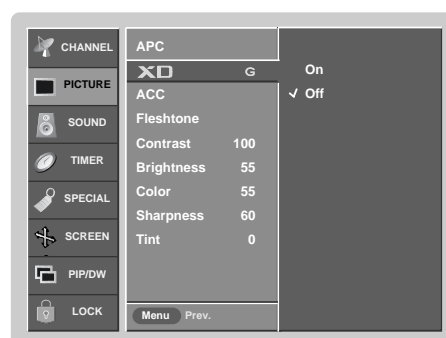 CHANNEL
PICTURE
SOUND
TIMER
SPECIAL
SCREEN
PIP/DW
LOCK
APC
XD G
ACC
Fleshtone
Contrast 100
Brightness 55
Color 55
Sharpness 60
Tint 0
Menu Prev.
On
✓ Off